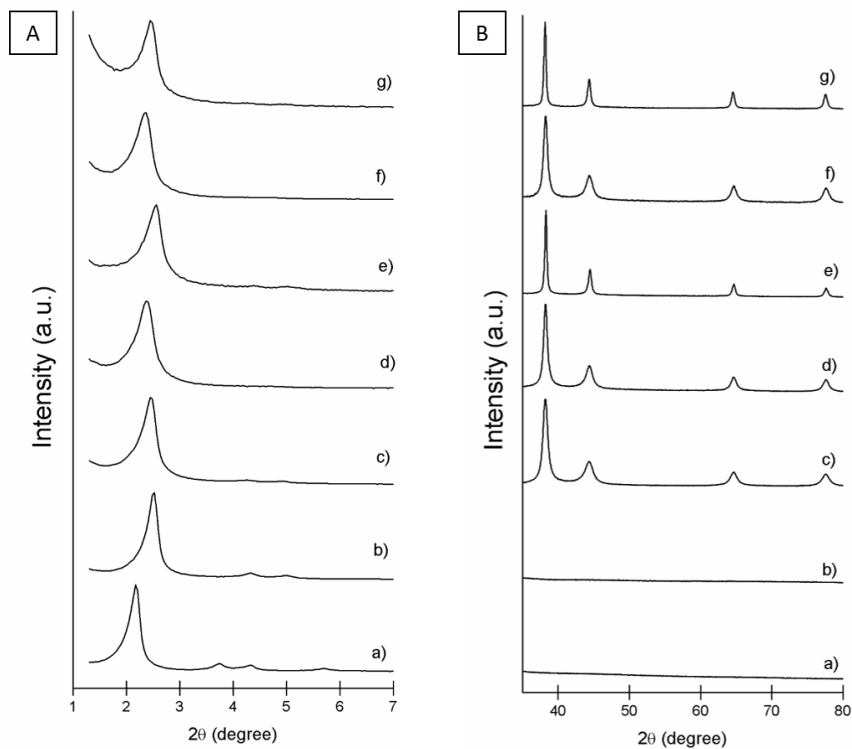 A
g)
f)
e)
d)
c)
b)
a)
Intensity (a.u.)
1 2 3 4 5 6 7
2θ (degree)
B
g)
f)
e)
d)
c)
b)
a)
Intensity (a.u.)
40 50 60 70 80
2θ (degree)